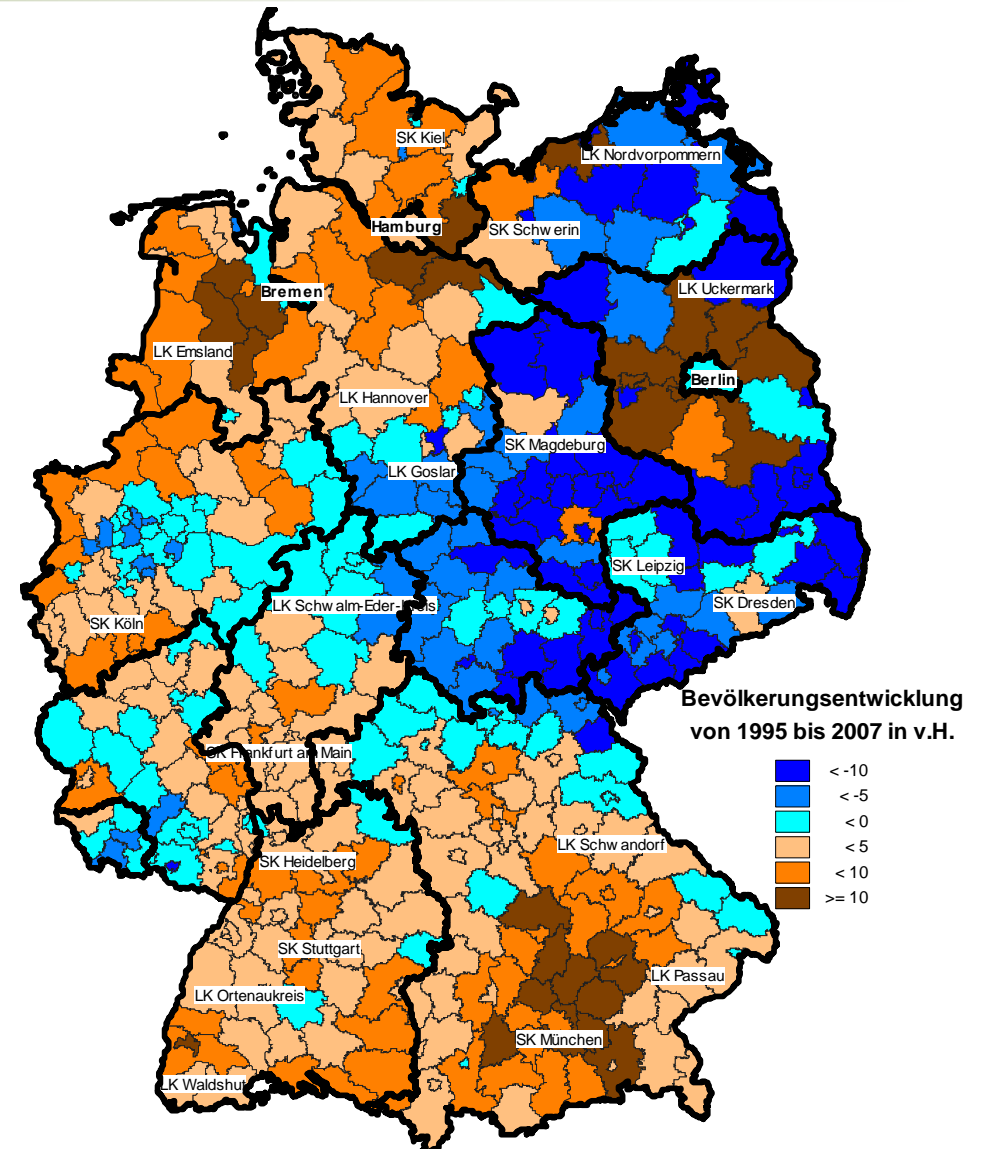 SK Kiel
LK Nordvorpommern
Hamburg
SK Schwerin
Bremen
LK Uckermark
LK Emsland
Berlin
LK Hannover
SK Magdeburg
LK Goslar
SK Leipzig
LK Schwalm-Eder-Kreis
SK Dresden
SK Köln
Bevölkerungsentwicklung
von 1995 bis 2007 in v.H.
SK Frankfurt am Main
< -10
< -5
< 0
< 5
< 10
>= 10
LK Schwandorf
SK Heidelberg
SK Stuttgart
LK Passau
LK Ortenaukreis
SK München
LK Waldshut